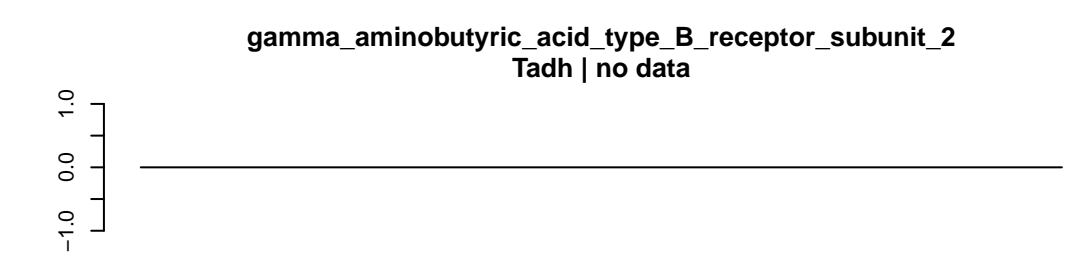 gamma_aminobutyric_acid_type_B_receptor_subunit_2
Tadh | no data
1.0
0.0
−1.0